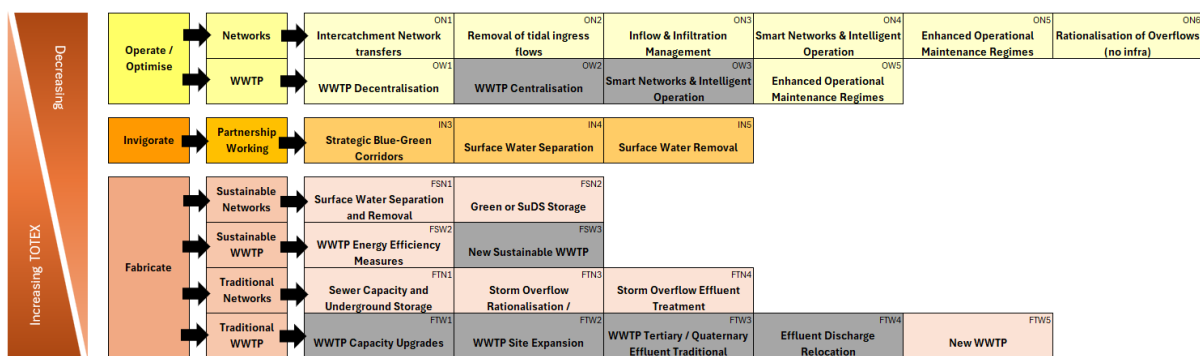 ON1
ON2
ON3
ON4
ON5
ON6
Operate /
Optimise
Networks
Intercatchment Network
transfers
Removal of tidal ingress
flows
Inflow & Infiltration
Management
Smart Networks & Intelligent
Operation
Enhanced Operational
Maintenance Regimes
Rationalisation of Overflows
(no infra)
Decreasing
OW1
OW2
OW3
OW5
WWTP
WWTP Decentralisation
WWTP Centralisation
Smart Networks & Intelligent
Operation
Enhanced Operational
Maintenance Regimes
IN3
IN4
IN5
Invigorate
Partnership
Working
Strategic Blue-Green
Corridors
Surface Water Separation
Surface Water Removal
FSN1
FSN2
Sustainable
Networks
Surface Water Separation
and Removal
Green or SuDS Storage
FSW2
FSW3
Sustainable
WWTP
WWTP Energy Efficiency
Measures
New Sustainable WWTP
Increasing TOTEX
Fabricate
FTN1
FTN3
FTN4
Traditional
Networks
Sewer Capacity and
Underground Storage
Storm Overflow
Rationalisation /
Storm Overflow Effluent
Treatment
FTW1
FTW2
FTW3
FTW4
FTW5
Traditional
WWTP
WWTP Capacity Upgrades
WWTP Site Expansion
WWTP Tertiary / Quaternary
Effluent Traditional
Effluent Discharge
Relocation
New WWTP